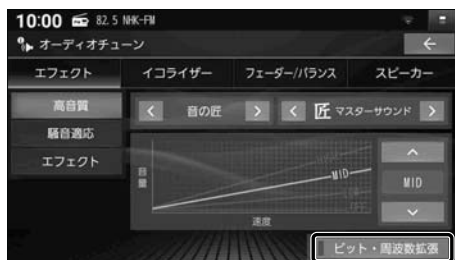 10:00 82.5 NHK-FM
オーディオチューン
エフェクト イコライザー フェーダー/バランス スピーカー
高音質 音の匠 匠 マスターサウンド
騒音適応
エフェクト
音量
MID
MID
速度
ビット・周波数拡張